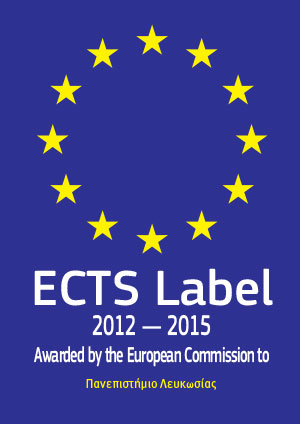 ECTS Label
2012 — 2015
Awarded by the European Commission to
Πανεπιστήμιο Λευκωσίας